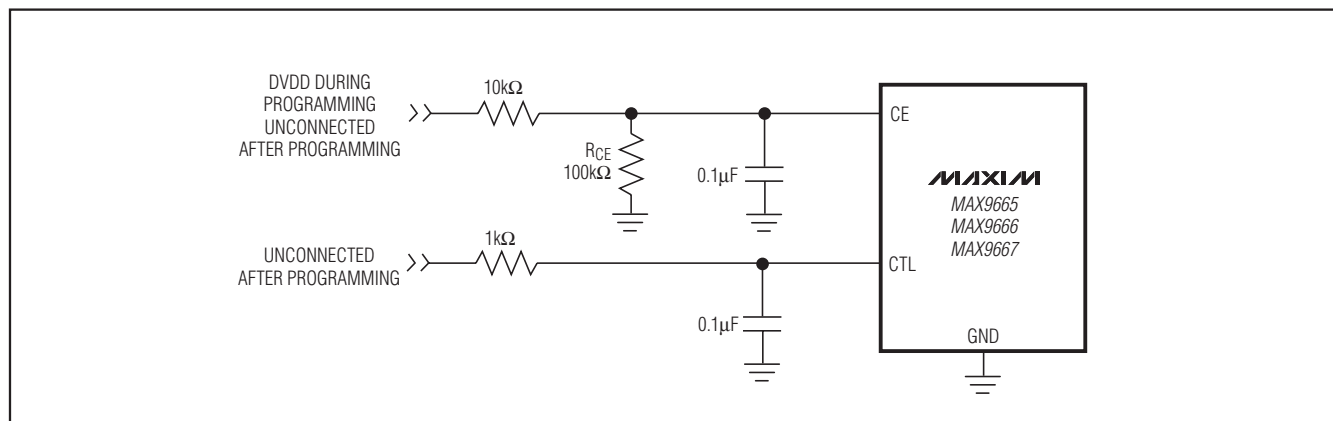 DVDD DURING
PROGRAMMING
UNCONNECTED
AFTER PROGRAMMING
10kΩ
CE
RCE
100kΩ
0.1µF
MAXIM
MAX9665
MAX9666
MAX9667
UNCONNECTED
AFTER PROGRAMMING
1kΩ
CTL
0.1µF
GND